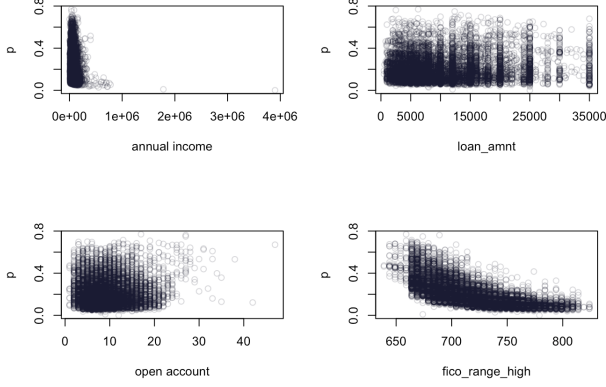 p
0.0 0.4 0.8
0e+00 1e+06 2e+06 3e+06 4e+06
annual income
p
0.0 0.4 0.8
0 5000 15000 25000 35000
loan_amnt
p
0.0 0.4 0.8
0 10 20 30 40
open account
p
0.0 0.4 0.8
650 700 750 800
fico_range_high